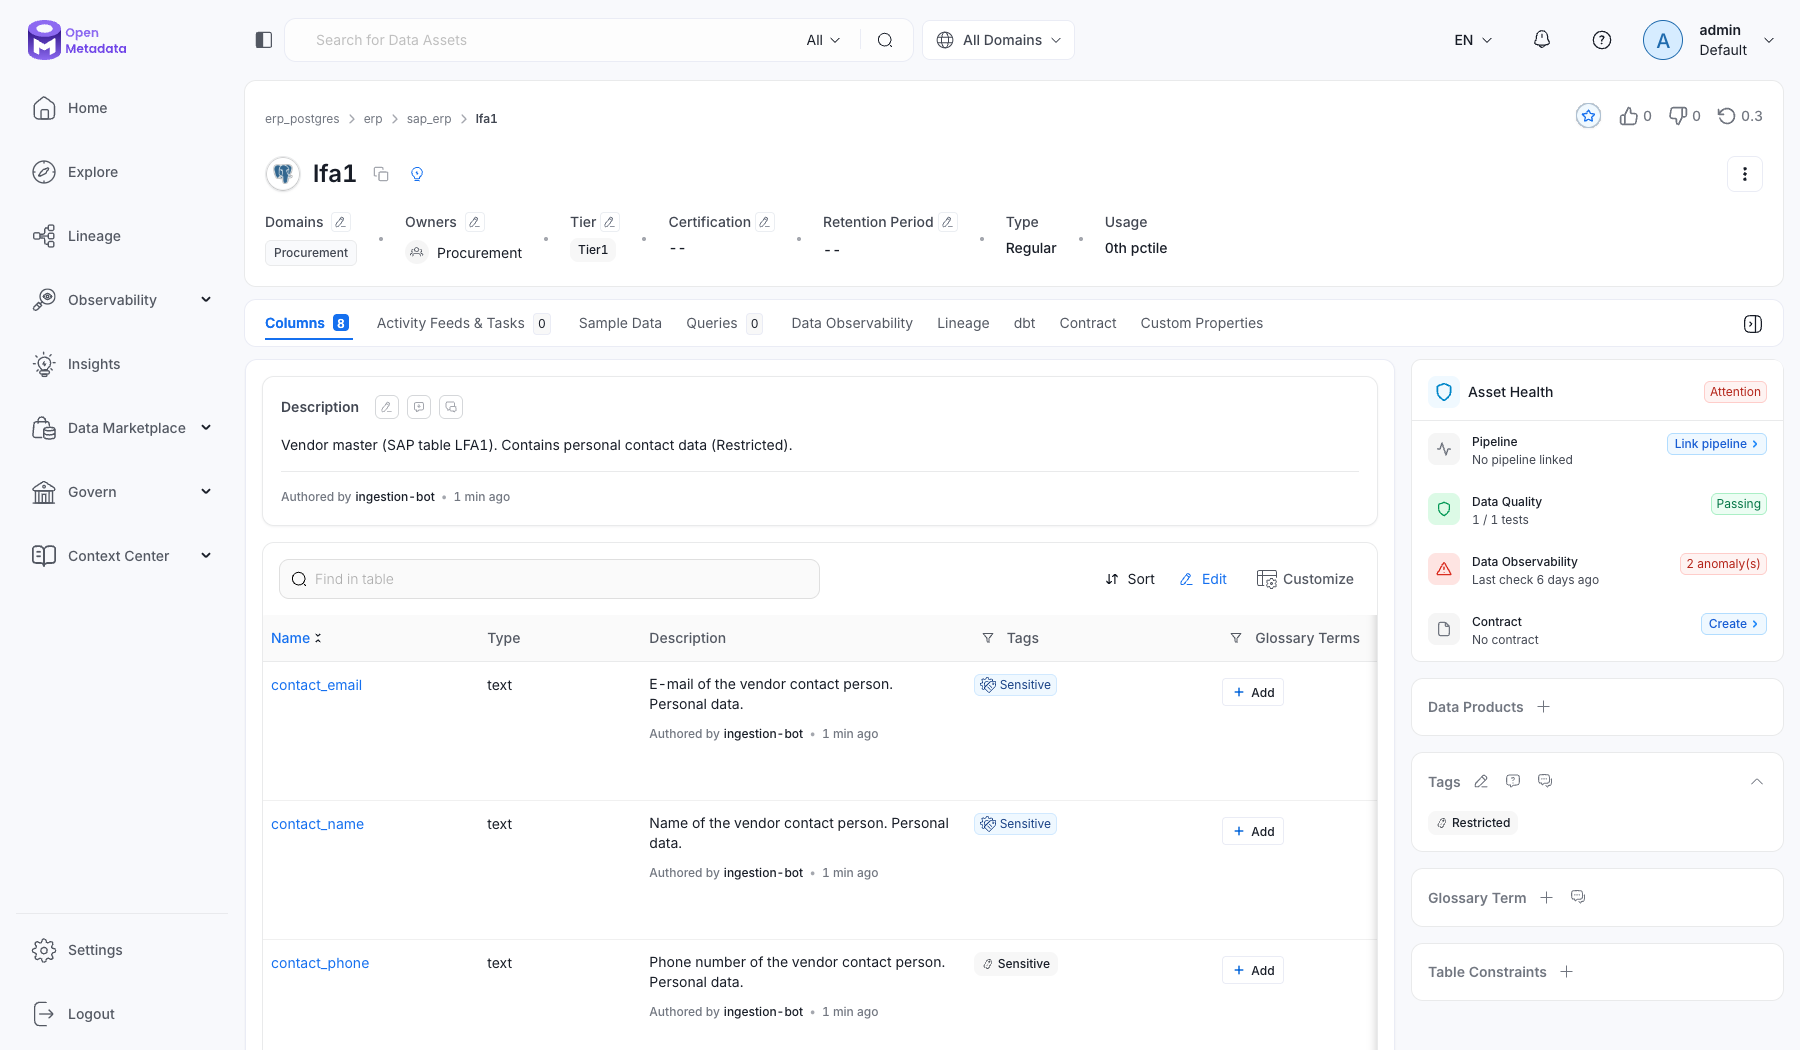 Open
Metadata
Search for Data Assets
All
All Domains
EN
A
admin
Default
Home
Explore
Lineage
Observability
Insights
Data Marketplace
Govern
Context Center
Settings
Logout
erp_postgres > erp > sap_erp > lfa1
0
0
0.3
lfa1
Domains
Procurement
Owners
Procurement
Tier
Tier1
Certification
--
Retention Period
--
Type
Regular
Usage
0th pctile
Columns 8
Activity Feeds & Tasks 0
Sample Data
Queries 0
Data Observability
Lineage
dbt
Contract
Custom Properties
Description
Vendor master (SAP table LFA1). Contains personal contact data (Restricted).
Authored by ingestion-bot • 1 min ago
Find in table
Sort
Edit
Customize
Name
Type
Description
Tags
Glossary Terms
contact_email
text
E-mail of the vendor contact person.
Personal data.
Authored by ingestion-bot • 1 min ago
Sensitive
+ Add
contact_name
text
Name of the vendor contact person. Personal
data.
Authored by ingestion-bot • 1 min ago
Sensitive
+ Add
contact_phone
text
Phone number of the vendor contact person.
Personal data.
Authored by ingestion-bot • 1 min ago
Sensitive
+ Add
Asset Health
Attention
Pipeline
No pipeline linked
Link pipeline >
Data Quality
1 / 1 tests
Passing
Data Observability
Last check 6 days ago
2 anomaly(s)
Contract
No contract
Create >
Data Products
Tags
Restricted
Glossary Term
Table Constraints